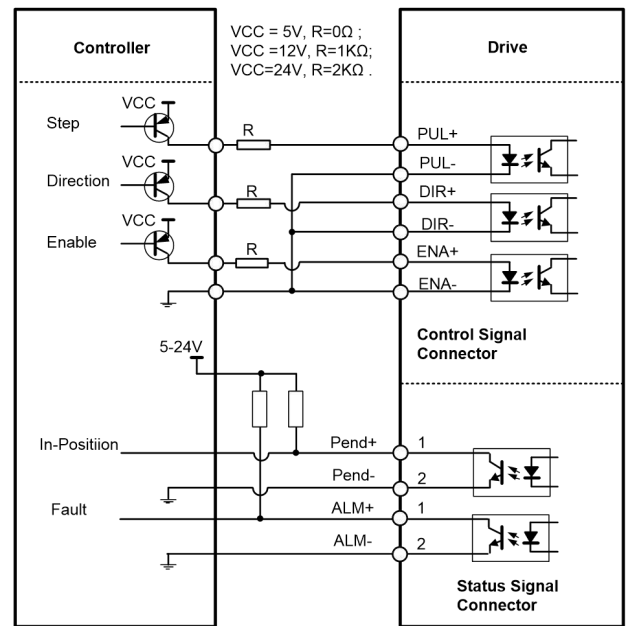 Controller
VCC = 5V, R=0Ω ;
VCC =12V, R=1KΩ;
VCC=24V, R=2KΩ .
Drive
VCC
Step
R
PUL+
PUL-
VCC
Direction
R
DIR+
DIR-
VCC
Enable
R
ENA+
ENA-
Control Signal
Connector
5-24V
In-Positiion
Pend+
1
Pend-
2
Fault
ALM+
1
ALM-
2
Status Signal
Connector